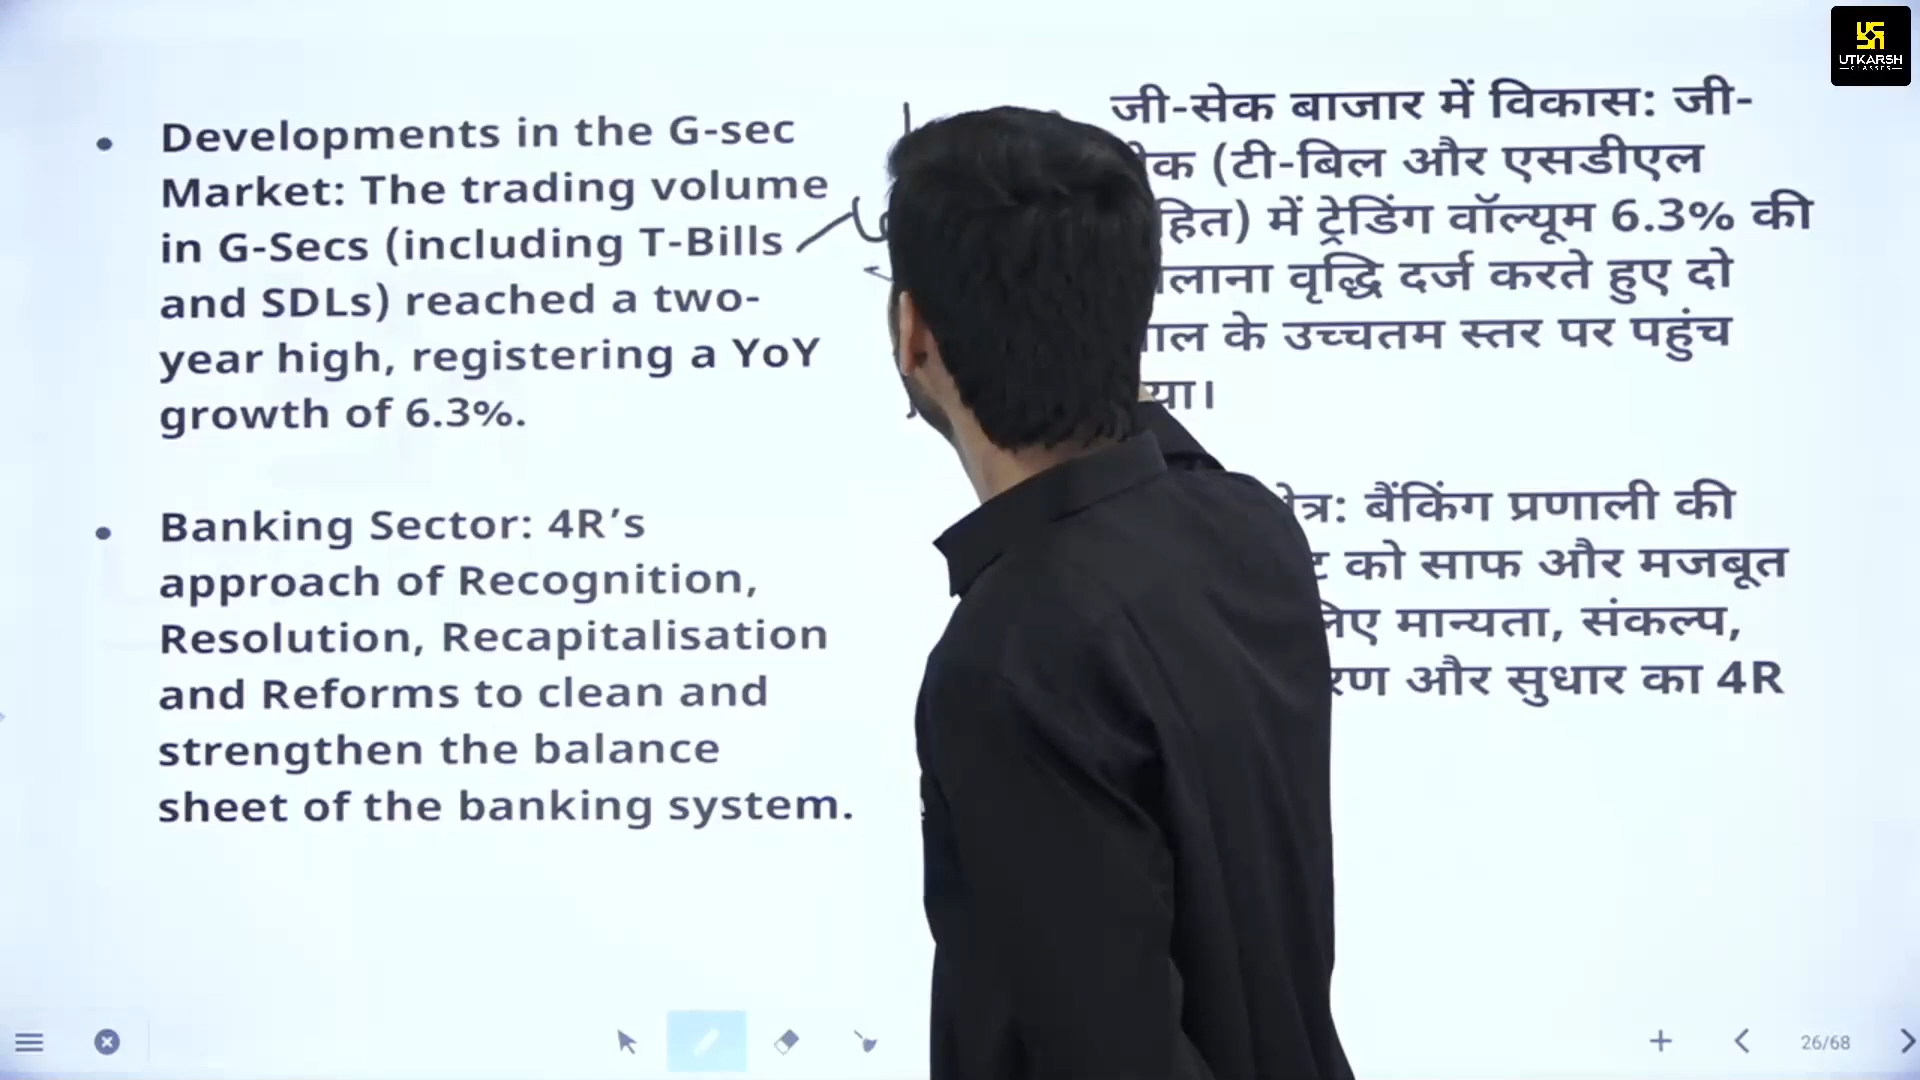 UTKARSH
CLASSES
Developments in the G-sec
Market: The trading volume
in G-Secs (including T-Bills
and SDLs) reached a two-
year high, registering a YoY
growth of 6.3%.
Banking Sector: 4R’s
approach of Recognition,
Resolution, Recapitalisation
and Reforms to clean and
strengthen the balance
sheet of the banking system.
जी-सेक बाजार में विकास: जी-
(टी-बिल और एसडीएल
में ट्रेडिंग वॉल्यूम 6.3% की
वृद्धि दर्ज करते हुए दो
के उच्चतम स्तर पर पहुंच
बैंकिंग प्रणाली की
को साफ और मजबूत
मान्यता, संकल्प,
और सुधार का 4R
26/68